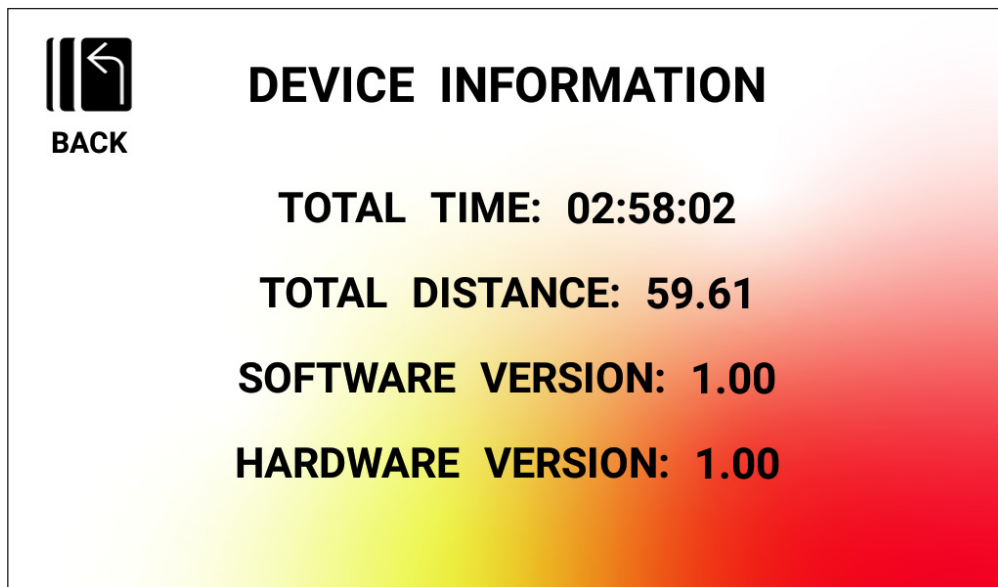 BACK
DEVICE INFORMATION
TOTAL TIME: 02:58:02
TOTAL DISTANCE: 59.61
SOFTWARE VERSION: 1.00
HARDWARE VERSION: 1.00